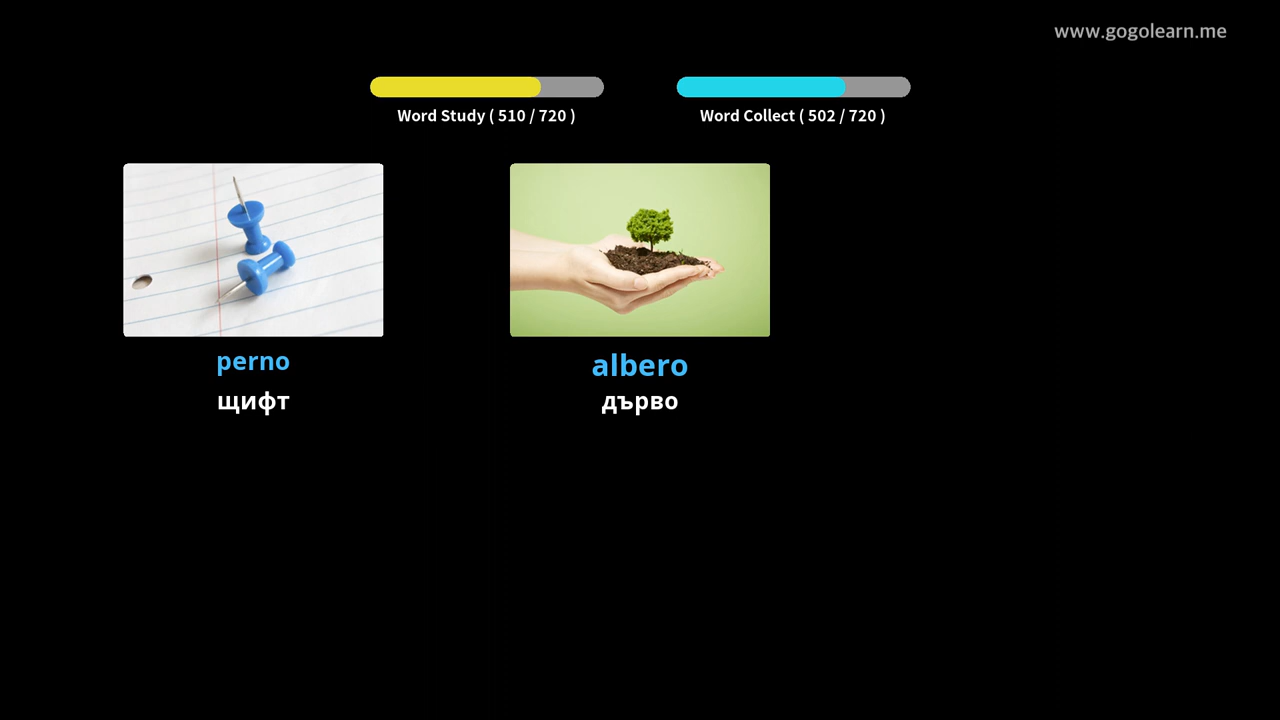 www.gogolearn.me
Word Study ( 510 / 720 )
Word Collect ( 502 / 720 )
perno
щифт
albero
дърво